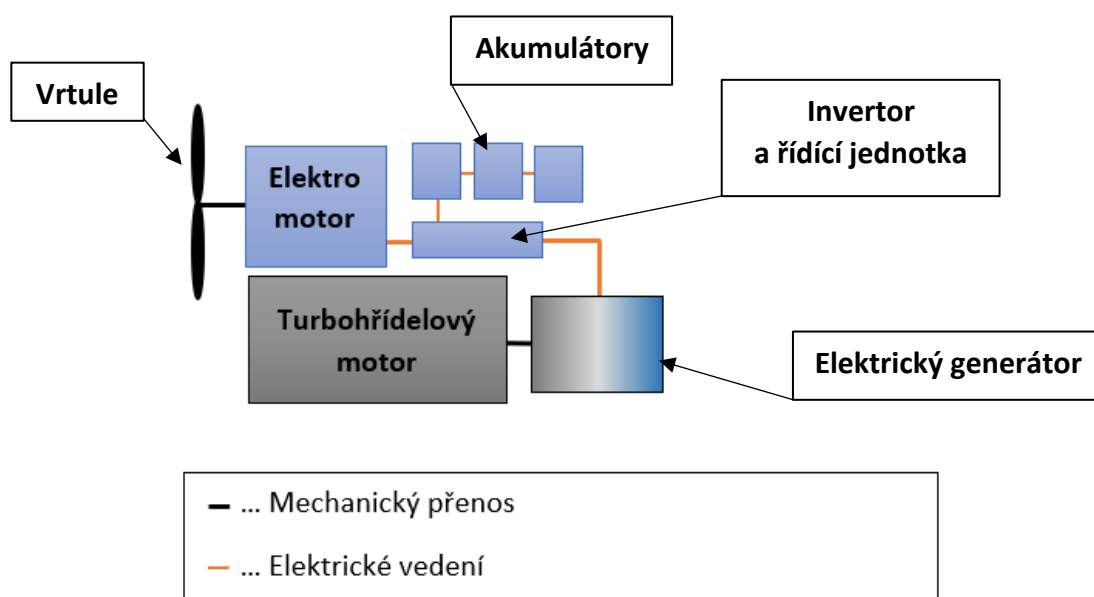 Akumulátory
Vrtule
Invertor
a řídící jednotka
Elektro
motor
Turbohřídelový
motor
Elektrický generátor
... Mechanický přenos
... Elektrické vedení